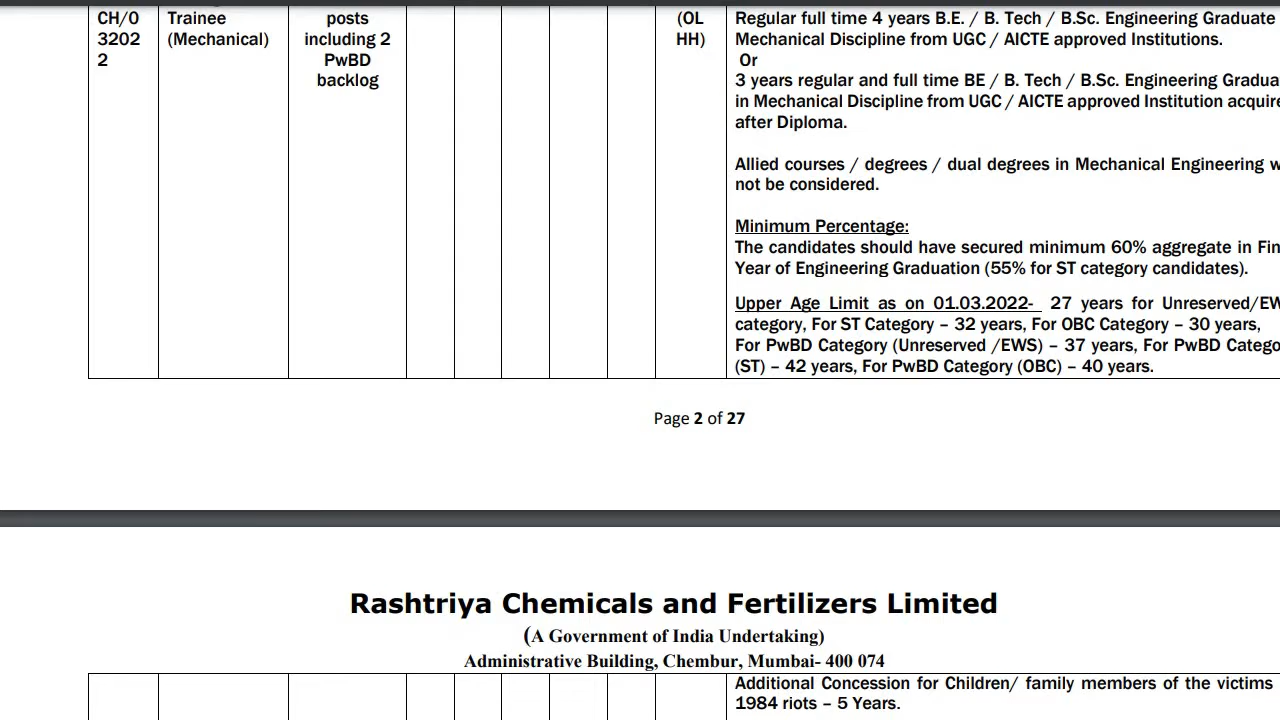 CH/0
3202
2
Trainee
(Mechanical)
posts
including 2
PwBD
backlog
(OL
HH)
Regular full time 4 years B.E. / B. Tech / B.Sc. Engineering Graduate
Mechanical Discipline from UGC / AICTE approved Institutions.
Or
3 years regular and full time BE / B. Tech / B.Sc. Engineering Gradua
in Mechanical Discipline from UGC / AICTE approved Institution acquire
after Diploma.
Allied courses / degrees / dual degrees in Mechanical Engineering w
not be considered.
Minimum Percentage:
The candidates should have secured minimum 60% aggregate in Fin
Year of Engineering Graduation (55% for ST category candidates).
Upper Age Limit as on 01.03.2022- 27 years for Unreserved/EW
category, For ST Category – 32 years, For OBC Category – 30 years,
For PwBD Category (Unreserved /EWS) – 37 years, For PwBD Catego
(ST) – 42 years, For PwBD Category (OBC) – 40 years.
Page 2 of 27
Rashtriya Chemicals and Fertilizers Limited
(A Government of India Undertaking)
Administrative Building, Chembur, Mumbai- 400 074
Additional Concession for Children/ family members of the victims
1984 riots – 5 Years.